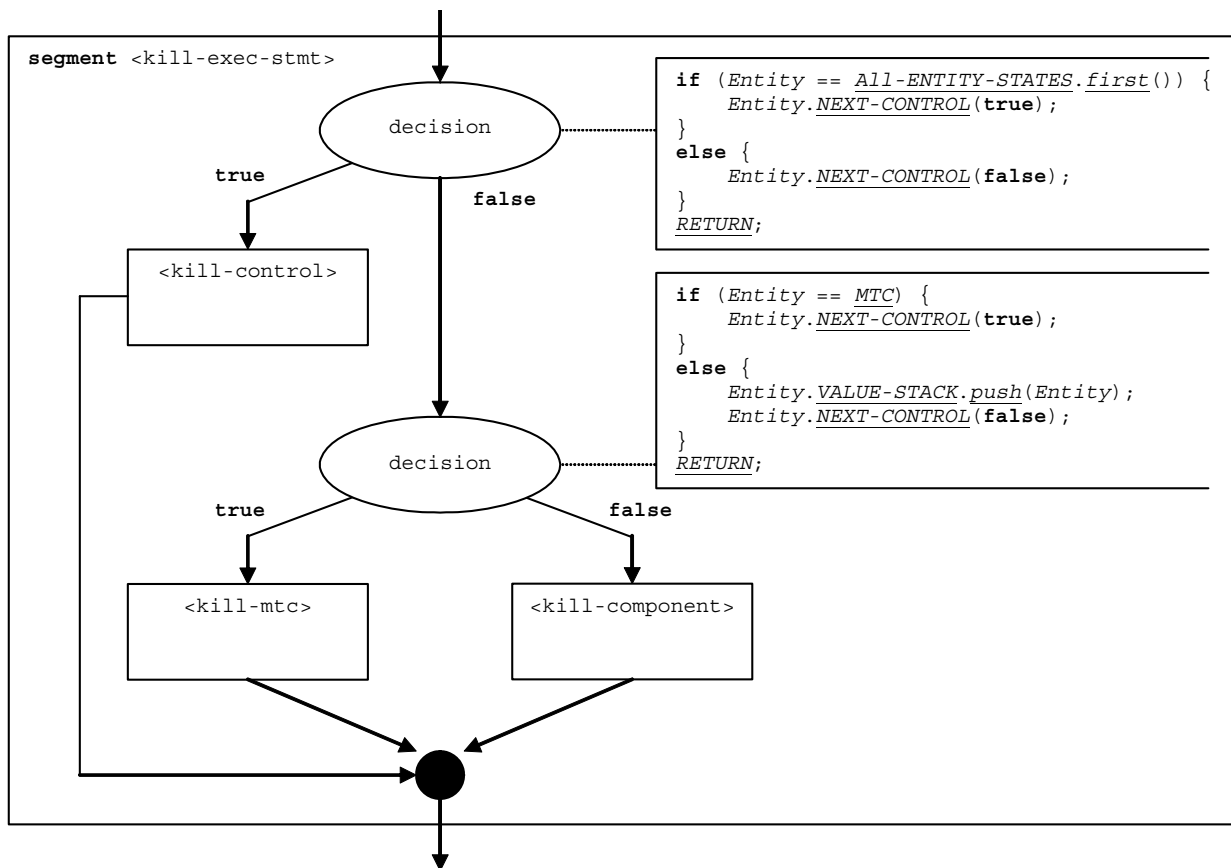 segment <kill-exec-stmt>
decision
if (Entity == All-ENTITY-STATES.first()) {
Entity.NEXT-CONTROL(true);
}
else {
Entity.NEXT-CONTROL(false);
}
RETURN;
true
false
<kill-control>
if (Entity == MTC) {
Entity.NEXT-CONTROL(true);
}
else {
Entity.VALUE-STACK.push(Entity);
Entity.NEXT-CONTROL(false);
}
RETURN;
decision
true
false
<kill-mtc>
<kill-component>